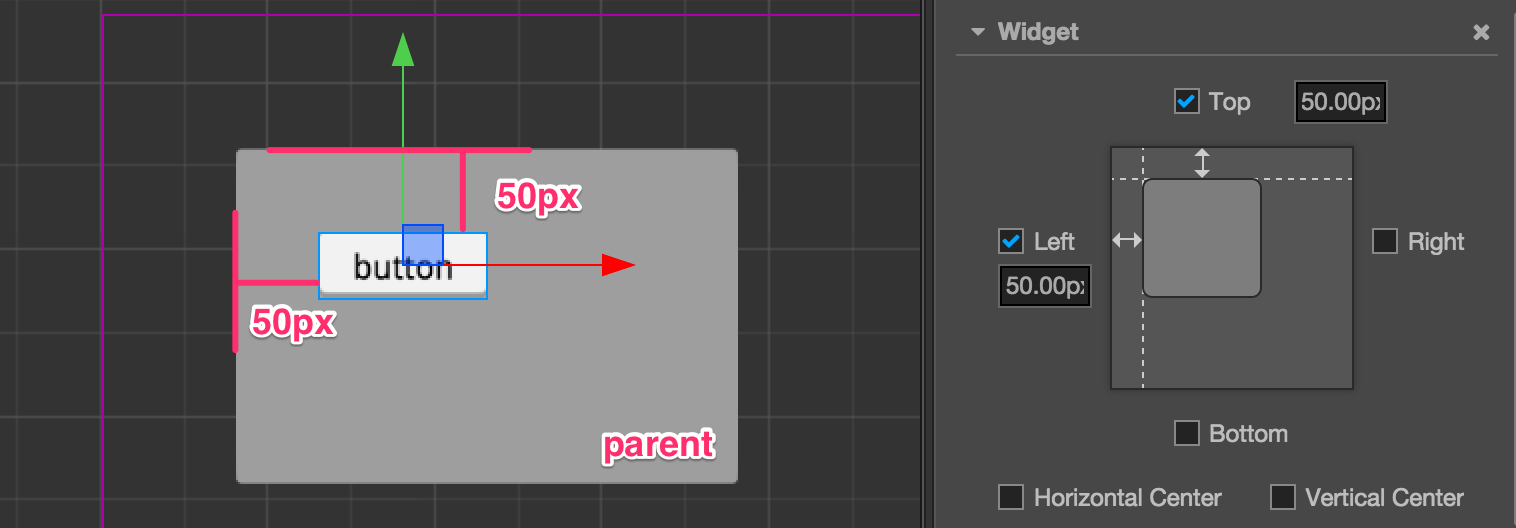 50px
button
50px
parent
Widget
Top 50.00px
Left Right
50.00px
Bottom
Horizontal Center Vertical Center